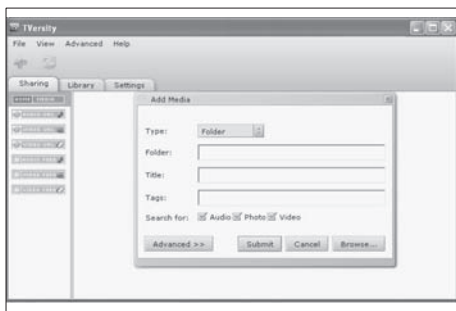 TVersity
File View Advanced Help
Sharing Library Settings
Add Media
Type: Folder
Folder:
Title:
Tags:
Search for: Audio Photo Video
Advanced >> Submit Cancel Browse...